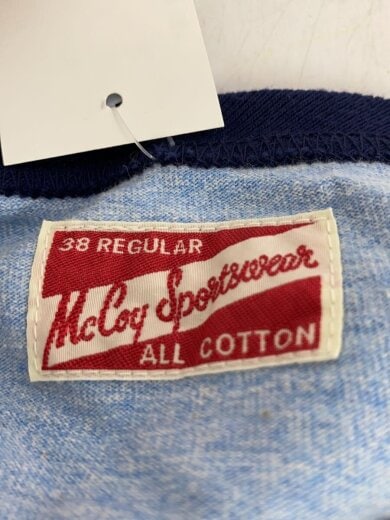 38 REGULAR
McCoy Sportswear
ALL COTTON